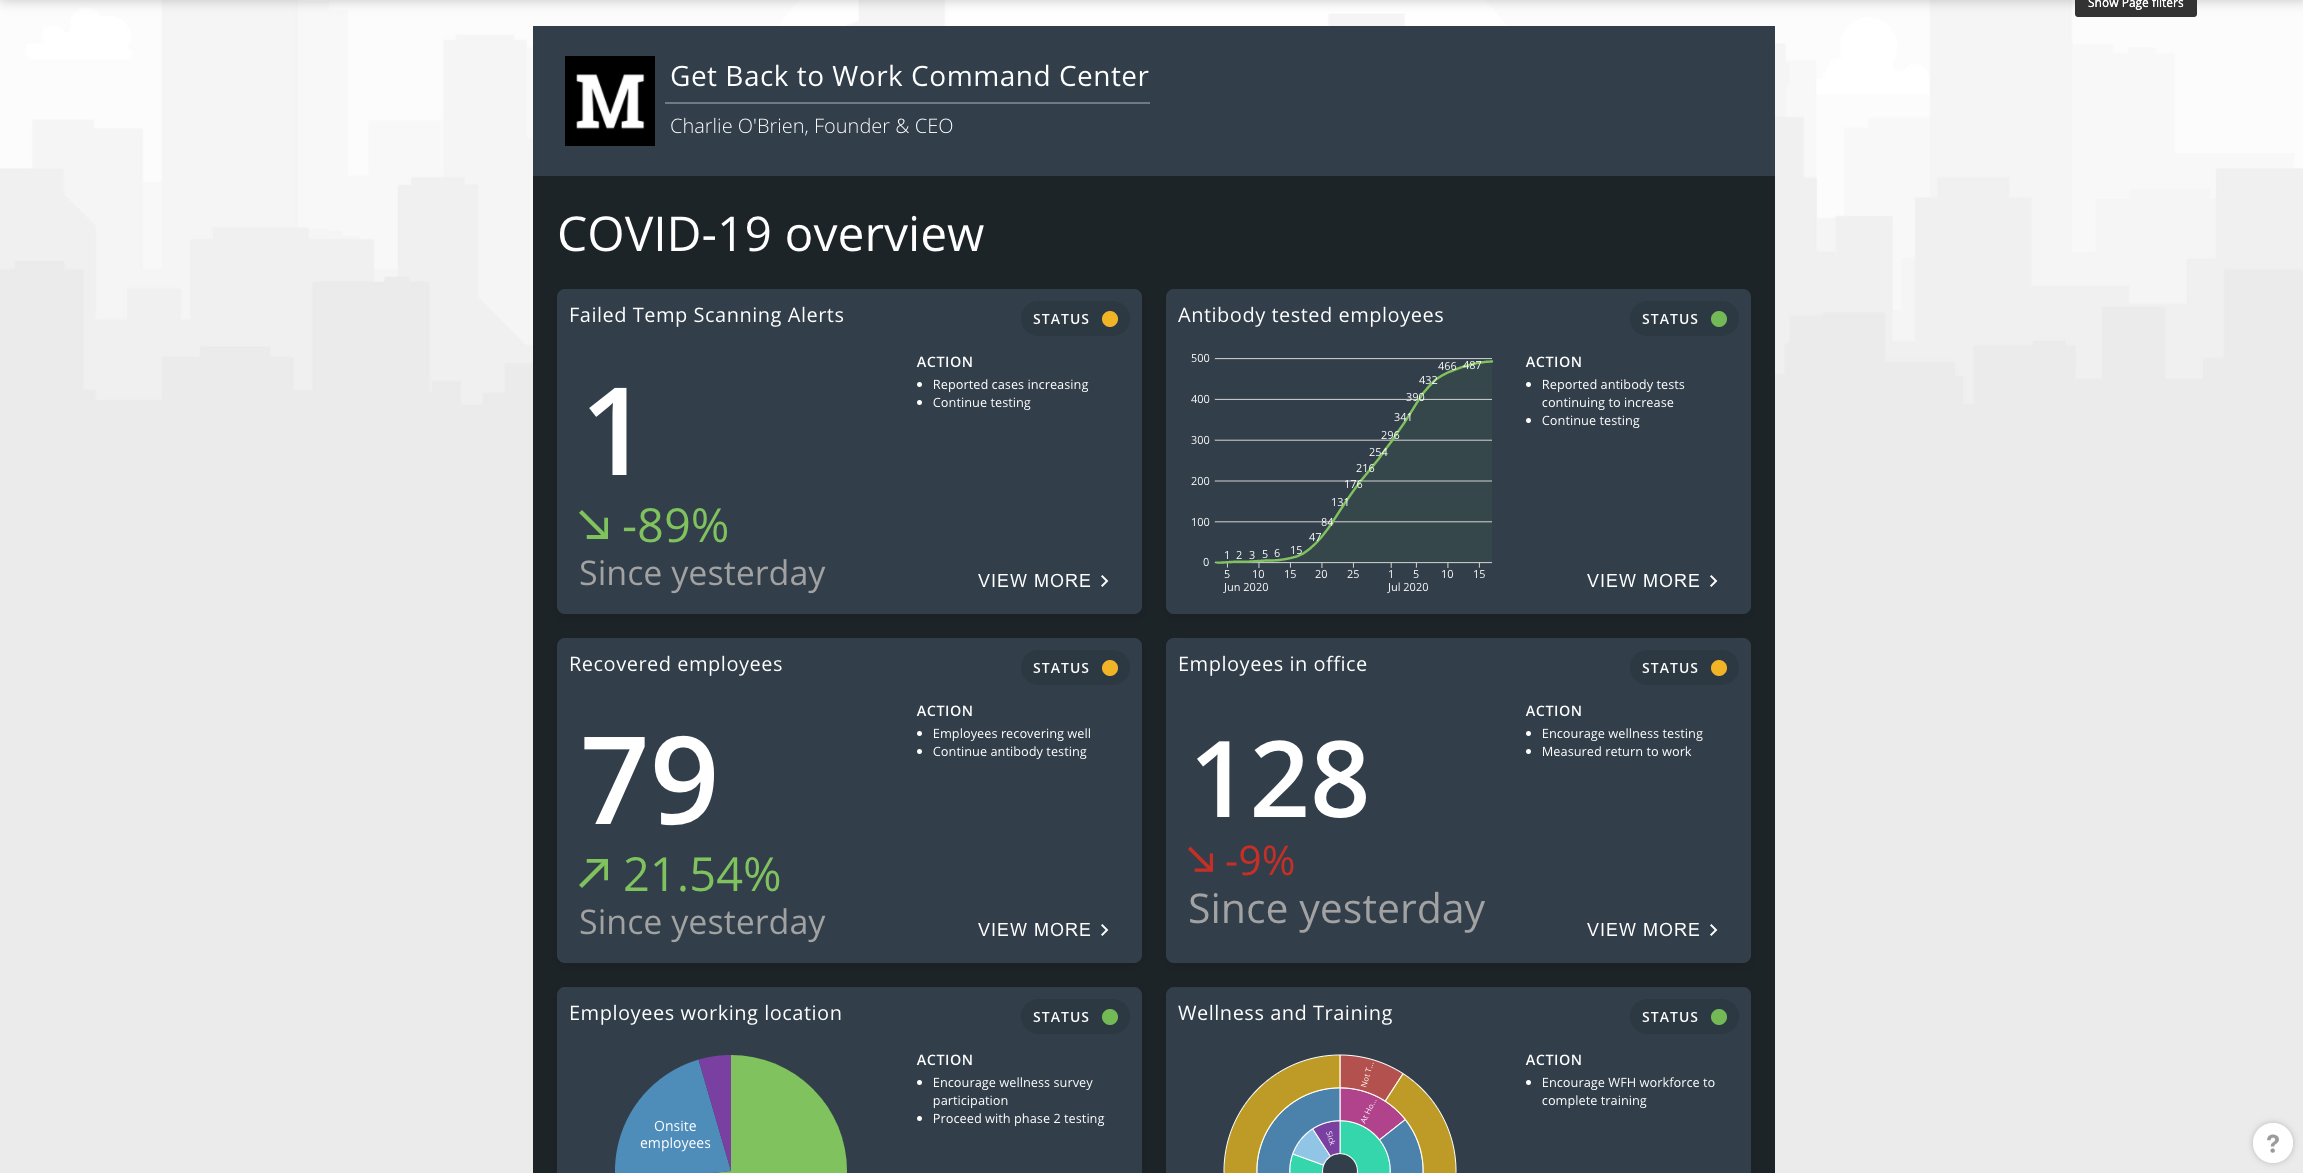 Show Page filters
M
Get Back to Work Command Center
Charlie O'Brien, Founder & CEO
COVID-19 overview
Failed Temp Scanning Alerts
STATUS
ACTION
Reported cases increasing
Continue testing
1
-89%
Since yesterday
VIEW MORE
Antibody tested employees
STATUS
500
400
300
200
100
0
1 2 3 5 6 15 47 84 131 176 216 254 296 341 390 432 466 487
5 10 15 20 25 1 5 10 15
Jun 2020 Jul 2020
ACTION
Reported antibody tests
continuing to increase
Continue testing
VIEW MORE
Recovered employees
STATUS
ACTION
Employees recovering well
Continue antibody testing
79
21.54%
Since yesterday
VIEW MORE
Employees in office
STATUS
ACTION
Encourage wellness testing
Measured return to work
128
-9%
Since yesterday
VIEW MORE
Employees working location
STATUS
Onsite
employees
ACTION
Encourage wellness survey
participation
Proceed with phase 2 testing
Wellness and Training
STATUS
Not T...
At Ho...
Sick
ACTION
Encourage WFH workforce to
complete training
?